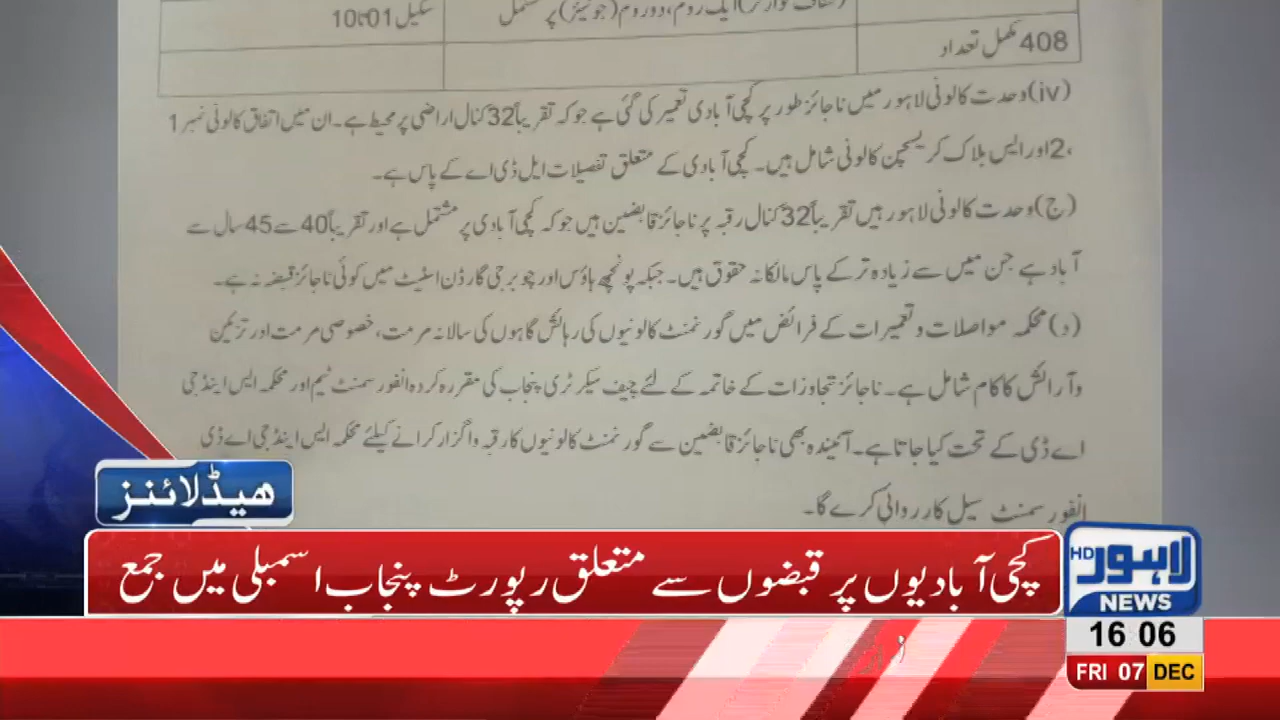 سکیل 01تا10
408 مکمل تعداد
(iv) وحدت کالونی لاہور میں ناجائز طور پر کچی آبادی تعمیر کی گئی ہے جو کہ تقریباً 32 کنال اراضی پر محیط ہے۔ ان میں اتفاق کالونی نمبر 1
،2 اور ایس بلاک کرسچن کالونی شامل ہیں۔ کچی آبادی کے متعلق تفصیلات ایل ڈی اے کے پاس ہے۔
(ج) وحدت کالونی لاہور میں تقریباً 32 کنال رقبہ پر ناجائز قابضین ہیں جو کہ کچی آبادی پر مشتمل ہے اور تقریباً 40 سے 45 سال سے
آباد ہے جن میں سے زیادہ تر کے پاس مالکانہ حقوق ہیں۔ جبکہ پونچھ ہاؤس اور چوبرجی گارڈن اسٹیٹ میں کوئی ناجائز قبضہ نہ ہے۔
(د) محکمہ مواصلات و تعمیرات کے فرائض میں گورنمنٹ کالونیوں کی رہائش گاہوں کی سالانہ مرمت، خصوصی مرمت اور تزئین
و آرائش کا کام شامل ہے۔ ناجائز تجاوزات کے خاتمہ کے لئے چیف سیکرٹری پنجاب کی مقرر کردہ انفورسمنٹ ٹیم اور محکمہ ایس اینڈ جی
اے ڈی کے تحت کیا جاتا ہے۔ آئیندہ بھی ناجائز قابضین سے گورنمنٹ کالونیوں کا رقبہ واگزار کرانے کیلئے محکمہ ایس اینڈ جی اے ڈی
انفورسمنٹ سیل کارروائی کرے گا۔
ھیڈلائنز
کچی آبادیوں پر قبضوں سے متعلق رپورٹ پنجاب اسمبلی میں جمع
HD لاہور
NEWS
16 06
FRI 07 DEC